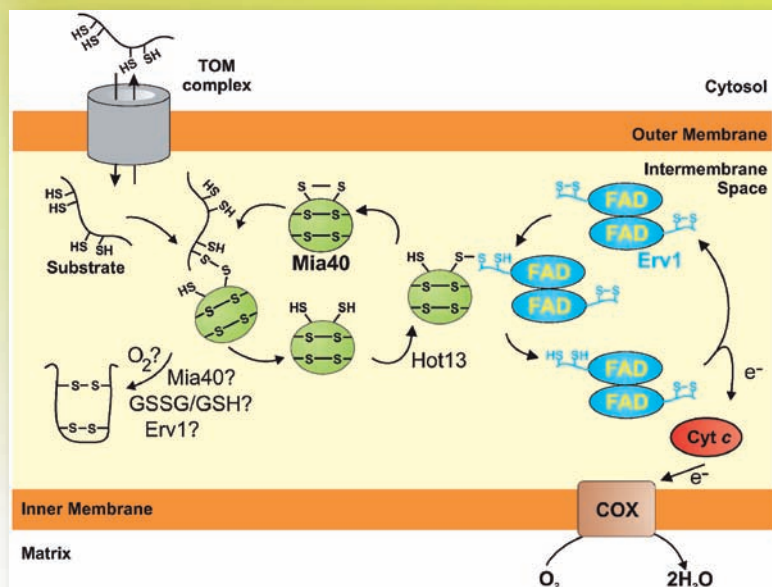 HS
HS
HS
SH
TOM
complex
Cytosol
Outer Membrane
Intermembrane
Space
HS
HS
HS
SH
Substrate
SH
SH
SH
S-S
HS
S-S
S-S
S — S
S—S
S—S
Mia40
HS
SH
S—S
S—S
HS
S—S
SH
S—S
S—S
Hot13
S-S
FAD
FAD
S-S
Erv1
FAD
FAD
S-S
HS
SH
FAD
FAD
S-S
e-
Cyt c
e-
O2?
Mia40?
GSSG/GSH?
Erv1?
S-S
S-S
Inner Membrane
COX
Matrix
O2
2H2O